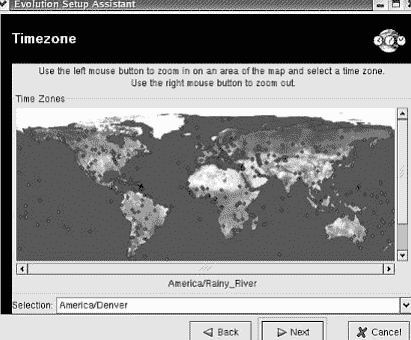 Evolution Setup Assistant
Timezone
Use the left mouse button to zoom in on an area of the map and select a time zone.
Use the right mouse button to zoom out.
Time Zones
America/Rainy_River
Selection: America/Denver
Back Next Cancel